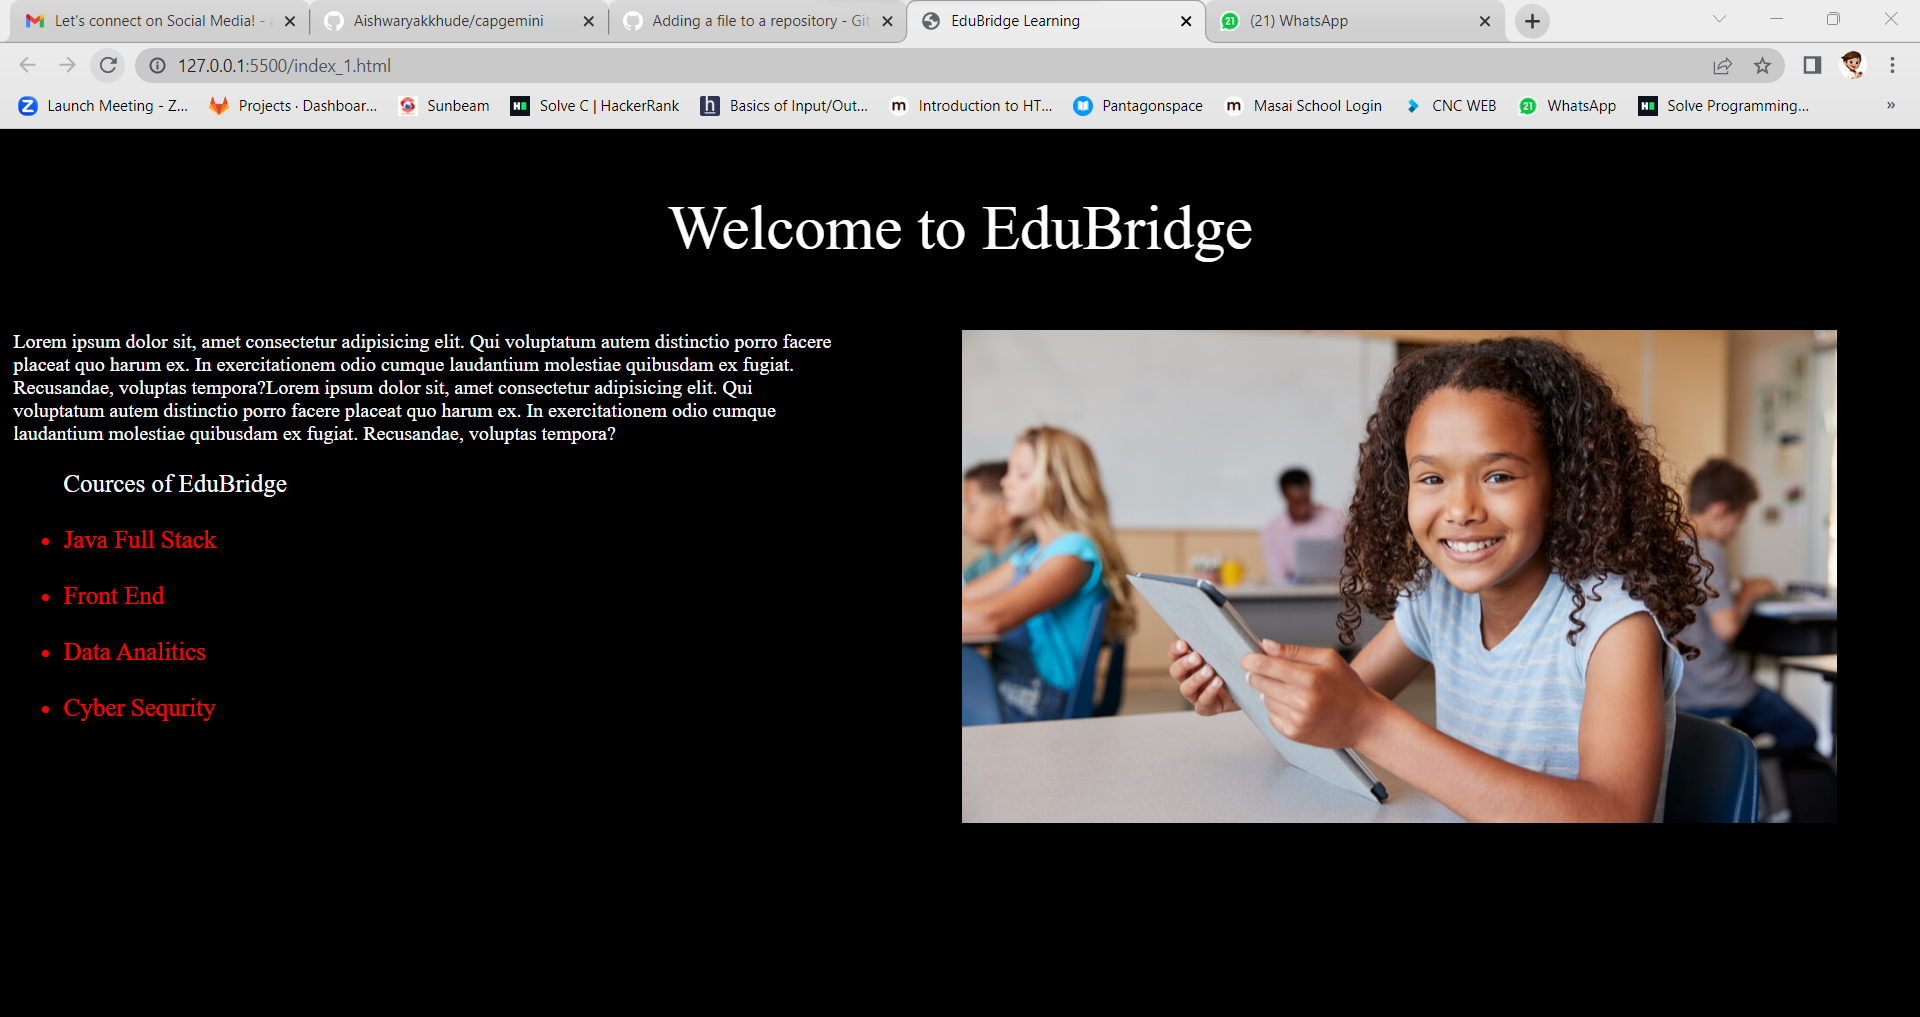 Let's connect on Social Media! - a
Aishwaryakkhude/capgemini
Adding a file to a repository - Git
EduBridge Learning
21 (21) WhatsApp
127.0.0.1:5500/index_1.html
Launch Meeting - Z...
Projects · Dashboar...
Sunbeam
Solve C | HackerRank
Basics of Input/Out...
Introduction to HT...
Pantagonspace
Masai School Login
CNC WEB
21 WhatsApp
Solve Programming...
»
Welcome to EduBridge
Lorem ipsum dolor sit, amet consectetur adipisicing elit. Qui voluptatum autem distinctio porro facere
placeat quo harum ex. In exercitationem odio cumque laudantium molestiae quibusdam ex fugiat.
Recusandae, voluptas tempora?Lorem ipsum dolor sit, amet consectetur adipisicing elit. Qui
voluptatum autem distinctio porro facere placeat quo harum ex. In exercitationem odio cumque
laudantium molestiae quibusdam ex fugiat. Recusandae, voluptas tempora?
Cources of EduBridge
• Java Full Stack
• Front End
• Data Analitics
• Cyber Sequrity